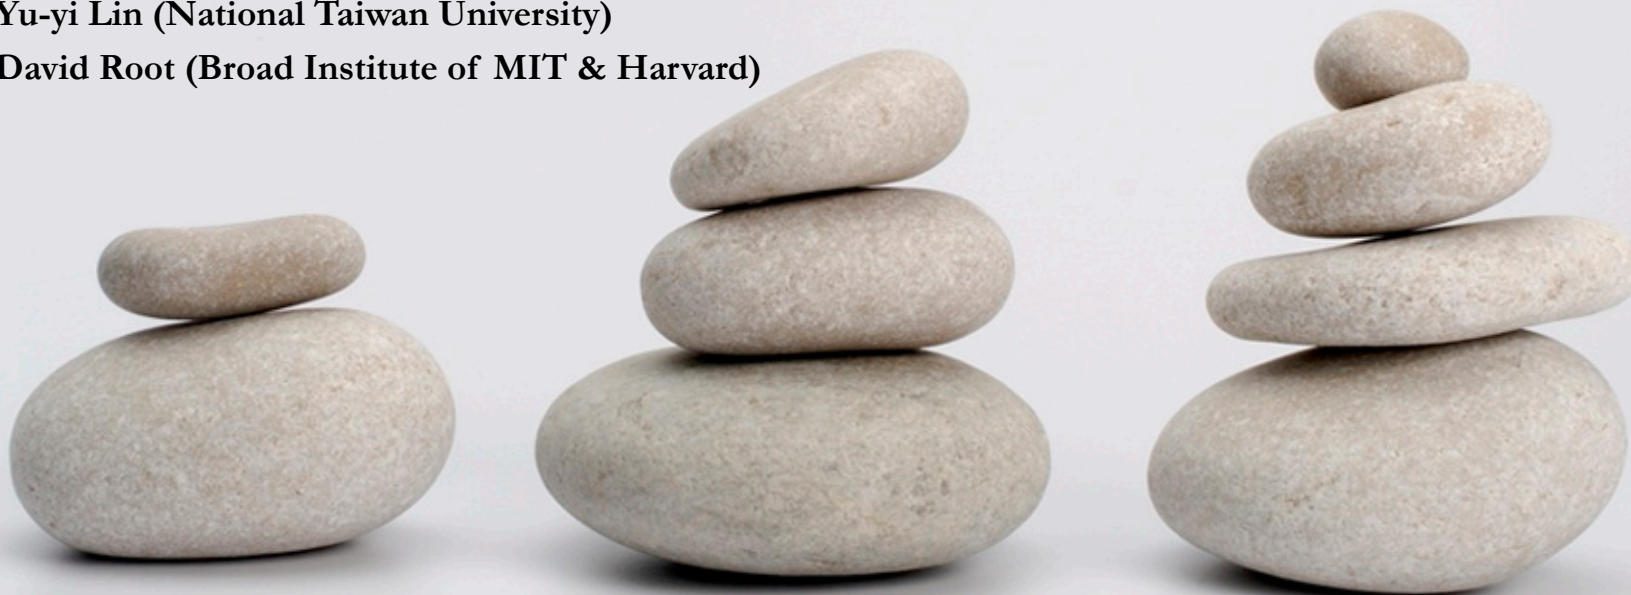 Yu-yi Lin (National Taiwan University)
David Root (Broad Institute of MIT & Harvard)